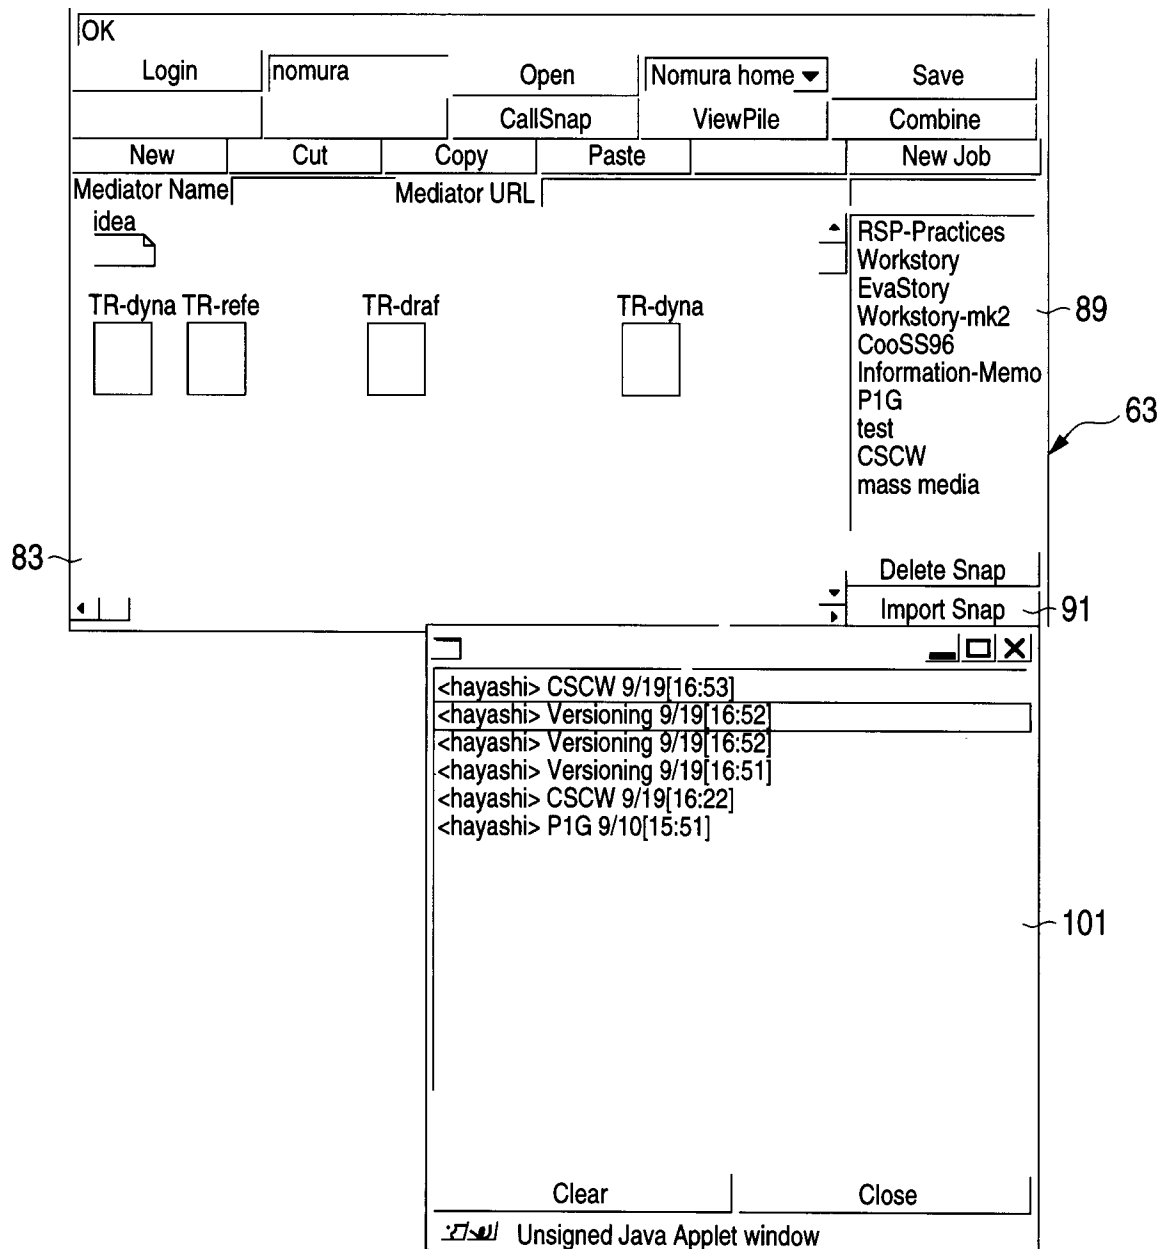 OK
Login nomura Open Nomura home Save
CallSnap ViewPile Combine
New Cut Copy Paste New Job
Mediator Name Mediator URL
idea
TR-dyna TR-refe TR-draf TR-dyna
RSP-Practices
Workstory
EvaStory
Workstory-mk2
CooSS96
Information-Memo
P1G
test
CSCW
mass media
89
63
83
Delete Snap
Import Snap
91
<hayashi> CSCW 9/19[16:53]
<hayashi> Versioning 9/19[16:52]
<hayashi> Versioning 9/19[16:52]
<hayashi> Versioning 9/19[16:51]
<hayashi> CSCW 9/19[16:22]
<hayashi> P1G 9/10[15:51]
101
Clear Close
Unsigned Java Applet window